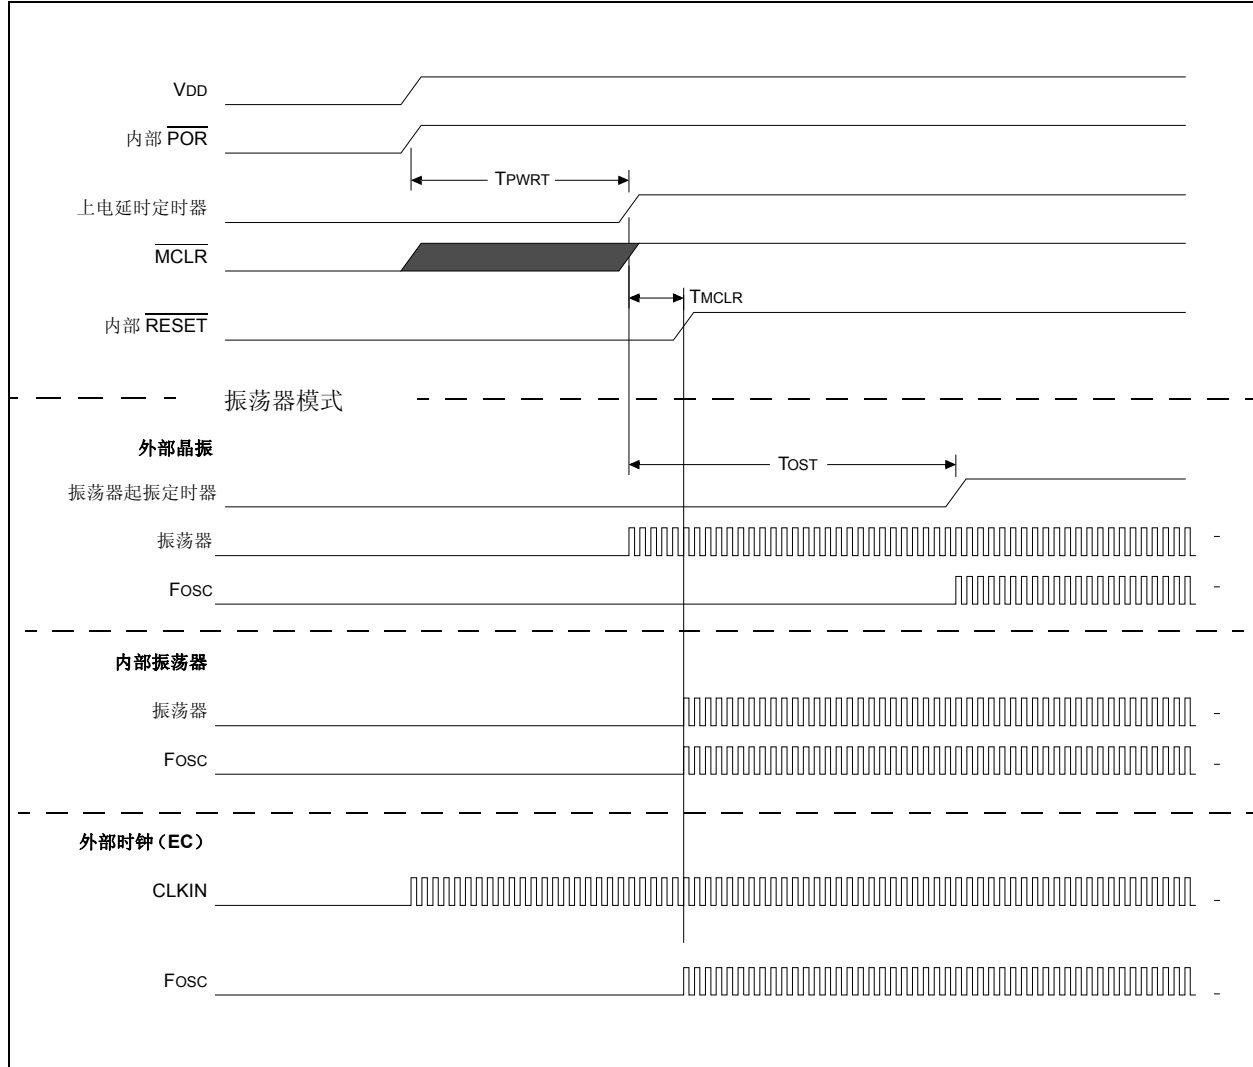 VDD
内部 POR
TPWRT
上电延时定时器
MCLR
TMCLR
内部 RESET
振荡器模式
外部晶振
TOST
振荡器起振定时器
振荡器
FOSC
内部振荡器
振荡器
FOSC
外部时钟（EC）
CLKIN
FOSC